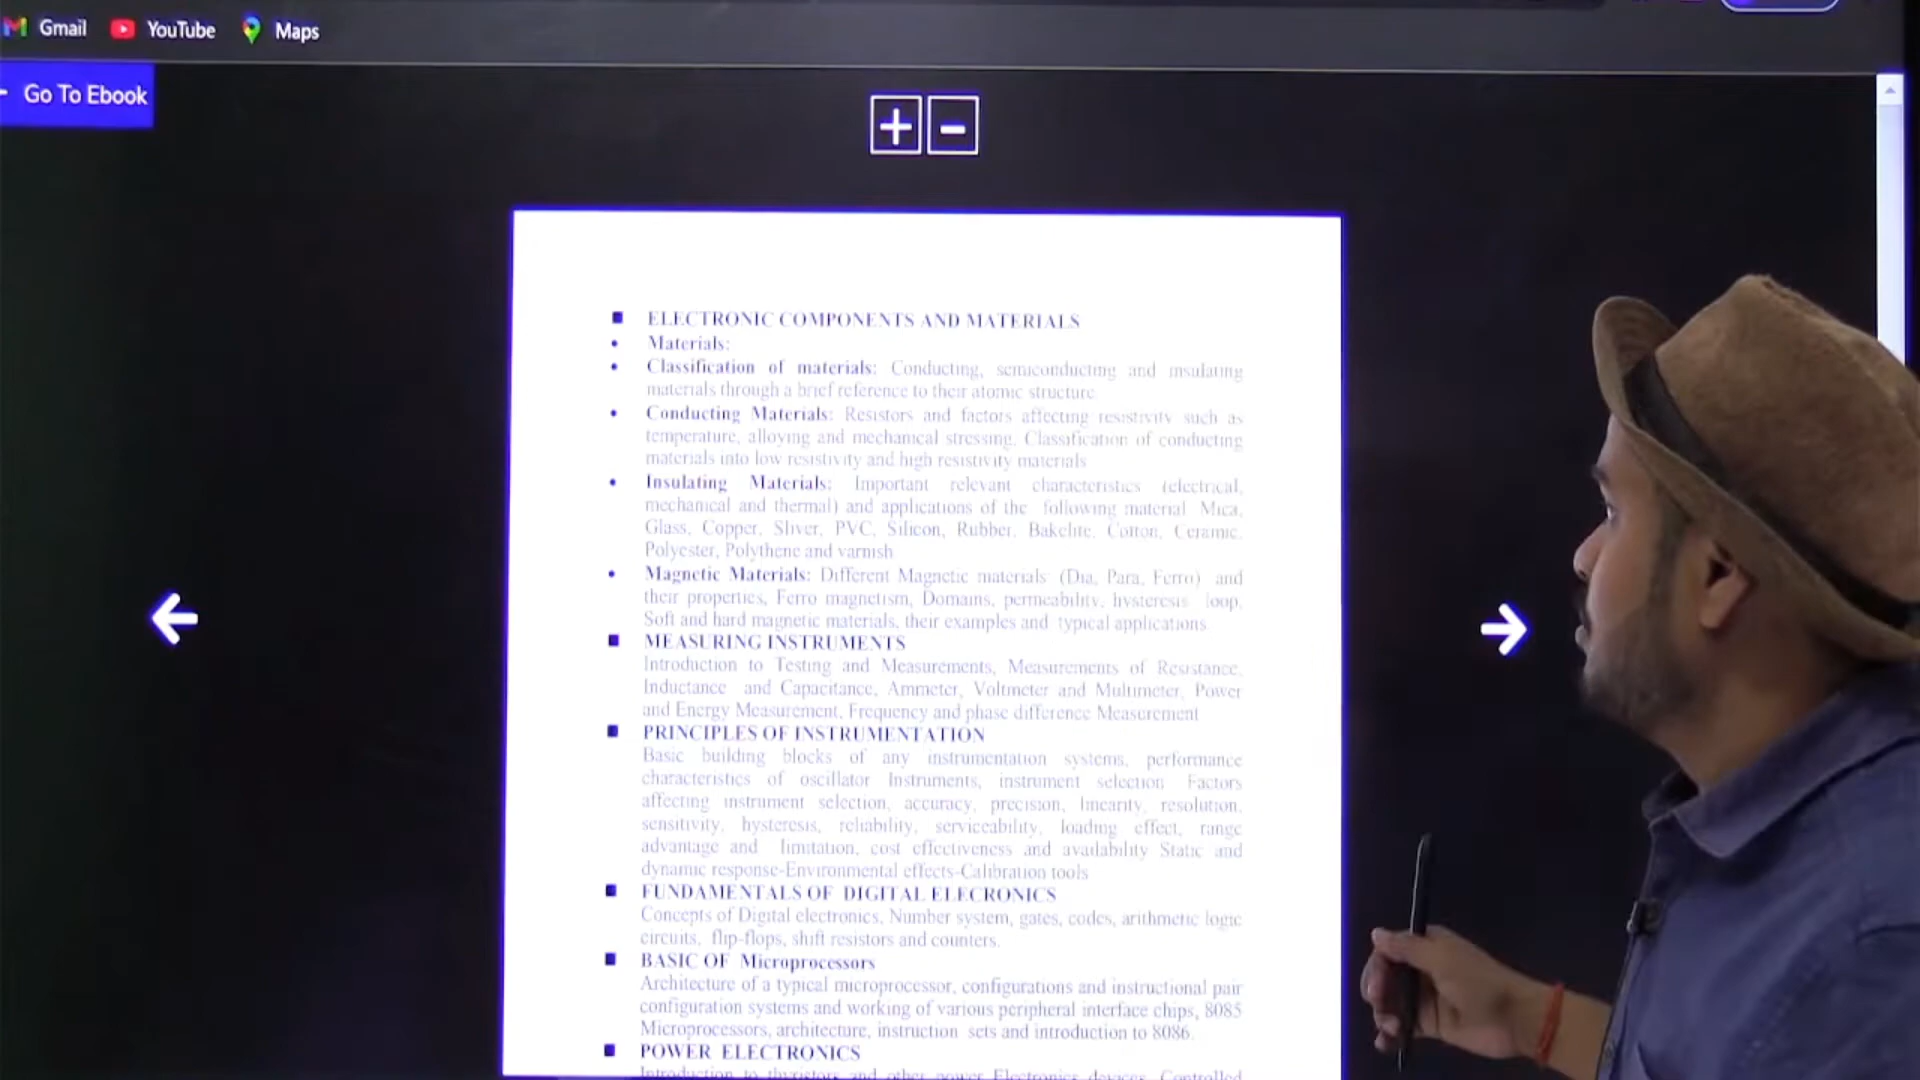 Gmail YouTube Maps
Go To Ebook
ELECTRONIC COMPONENTS AND MATERIALS
Materials:
Classification of materials: Conducting, semiconducting and insulating
materials through a brief reference to their atomic structure
Conducting Materials: Resistors and factors affecting resistivity such as
temperature, alloying and mechanical stressing. Classification of conducting
materials into low resistivity and high resistivity materials
Insulating Materials: Important relevant characteristics (electrical,
mechanical and thermal) and applications of the following material Mica,
Glass, Copper, Sliver, PVC, Silicon, Rubber, Bakelite, Cotton, Ceramic,
Polyester, Polythene and varnish
Magnetic Materials: Different Magnetic materials (Dia, Para, Ferro) and
their properties, Ferro magnetism, Domains, permeability, hysteresis loop,
Soft and hard magnetic materials, their examples and typical applications
MEASURING INSTRUMENTS
Introduction to Testing and Measurements, Measurements of Resistance,
Inductance and Capacitance, Ammeter, Voltmeter and Multimeter, Power
and Energy Measurement, Frequency and phase difference Measurement
PRINCIPLES OF INSTRUMENTATION
Basic building blocks of any instrumentation systems, performance
characteristics of oscillator Instruments, instrument selection Factors
affecting instrument selection, accuracy, precision, linearity, resolution,
sensitivity, hysteresis, reliability, serviceability, loading effect, range
advantage and limitation, cost effectiveness and availability Static and
dynamic response-Environmental effects-Calibration tools
FUNDAMENTALS OF DIGITAL ELECRONICS
Concepts of Digital electronics, Number system, gates, codes, arithmetic logic
circuits, flip-flops, shift resistors and counters.
BASIC OF Microprocessors
Architecture of a typical microprocessor, configurations and instructional pair
configuration systems and working of various peripheral interface chips, 8085
Microprocessors, architecture, instruction sets and introduction to 8086.
POWER ELECTRONICS
Introduction to thyristors and other power Electronics devices, Controlled